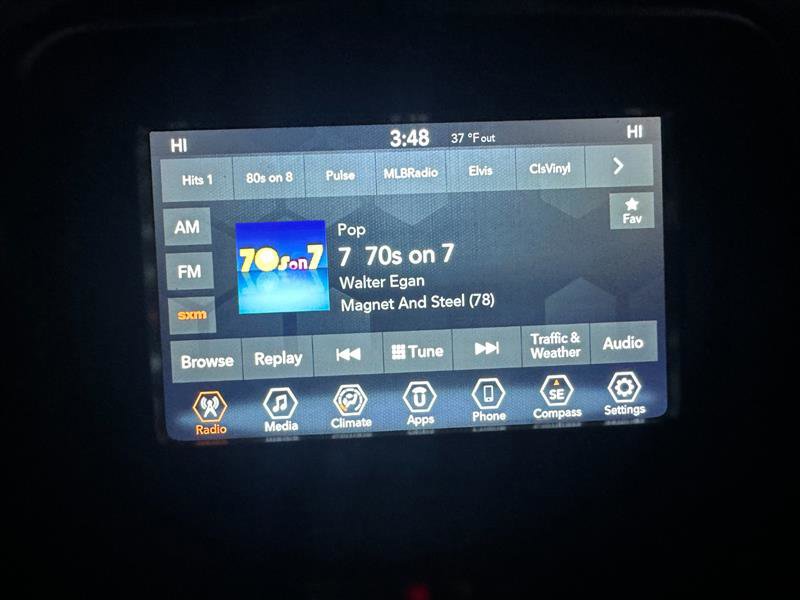 HI 3:48 37 °F out HI
Hits 1 80s on 8 Pulse MLBRadio Elvis ClsVinyl
AM
Fav
FM
sxm
70s on 7
Pop
7 70s on 7
Walter Egan
Magnet And Steel (78)
Browse Replay Tune Traffic & Weather Audio
Radio Media Climate Apps Phone SE Compass Settings